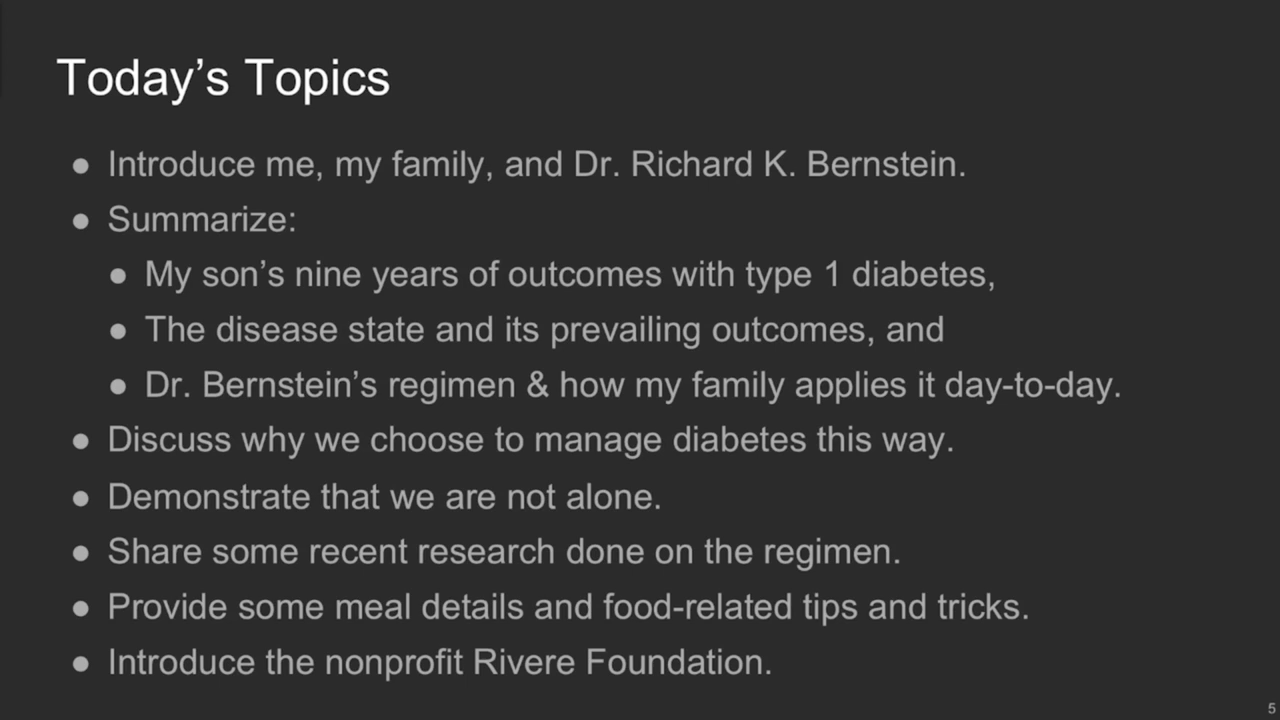 Today’s Topics
● Introduce me, my family, and Dr. Richard K. Bernstein.
● Summarize:
● My son’s nine years of outcomes with type 1 diabetes,
● The disease state and its prevailing outcomes, and
● Dr. Bernstein’s regimen & how my family applies it day-to-day.
● Discuss why we choose to manage diabetes this way.
● Demonstrate that we are not alone.
● Share some recent research done on the regimen.
● Provide some meal details and food-related tips and tricks.
● Introduce the nonprofit Rivere Foundation.
5